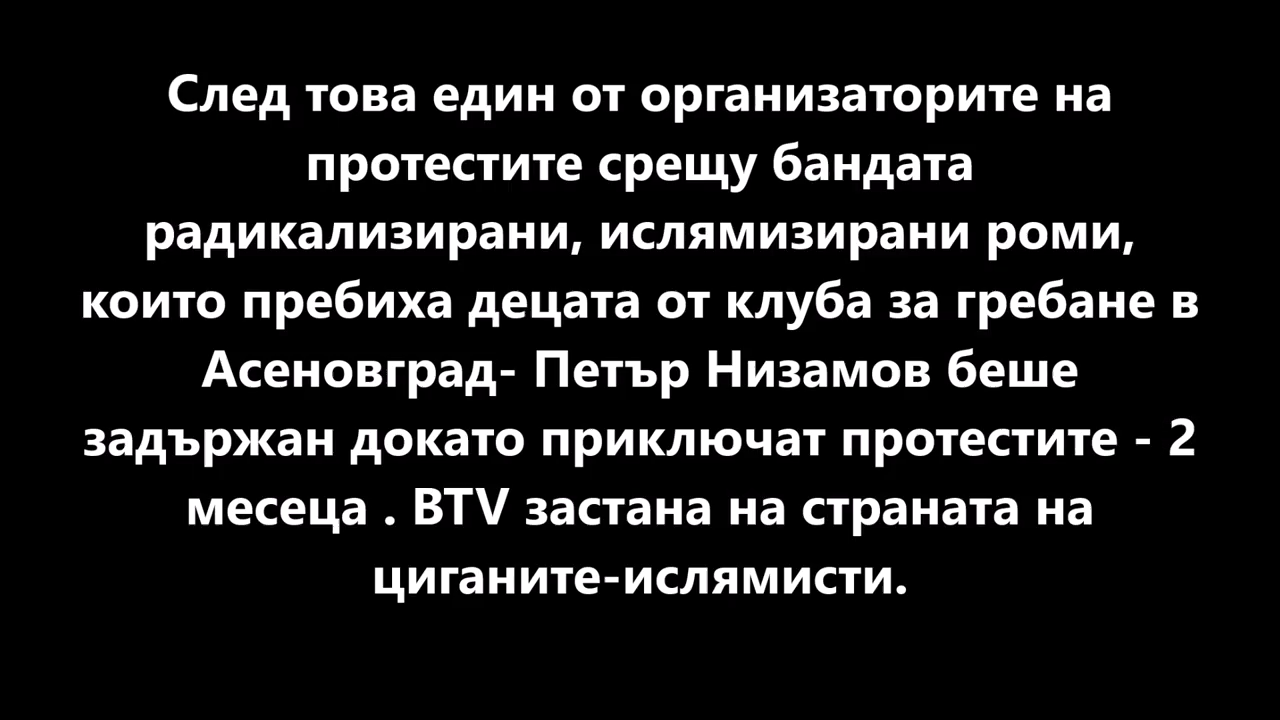 След това един от организаторите на
протестите срещу бандата
радикализирани, ислямизирани роми,
които пребиха децата от клуба за гребане в
Асеновград- Петър Низамов беше
задържан докато приключат протестите - 2
месеца . BTV застана на страната на
циганите-ислямисти.